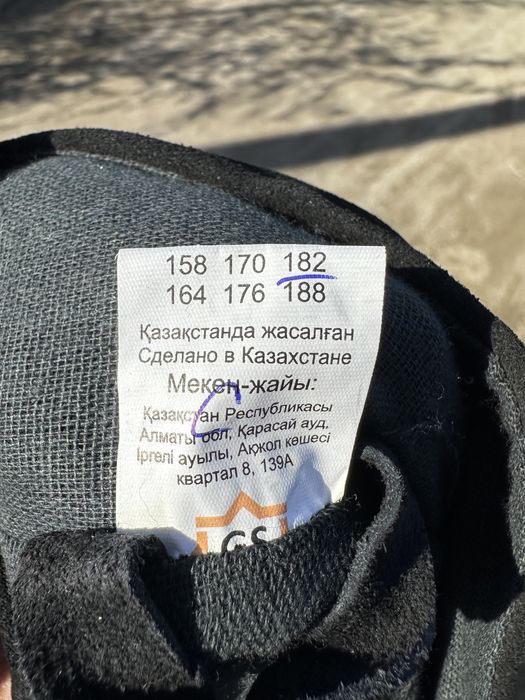 158 170 182
164 176 188
Қазақстанда жасалған
Сделано в Казахстане
Мекен-жайы:
Қазақстан Республикасы
Алматы обл, Қарасай ауд,
Іргелі ауылы, Ақжол көшесі
квартал 8, 139А
GS